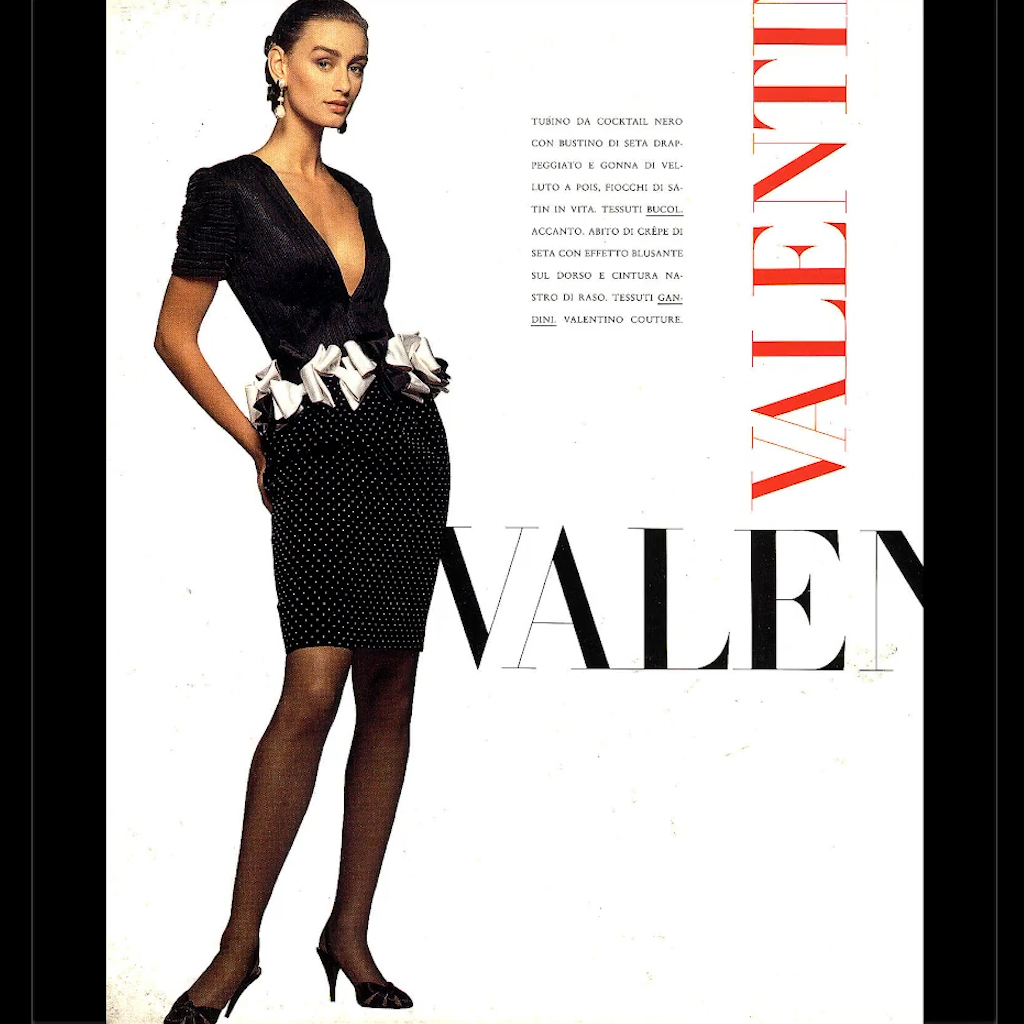 TUBINO DA COCKTAIL NERO
CON BUSTINO DI SETA DRAP-
PEGGIATO E GONNA DI VEL-
LUTO A POIS, FIOCCHI DI SA-
TIN IN VITA. TESSUTI BUCOL.
ACCANTO. ABITO DI CRÊPE DI
SETA CON EFFETTO BLUSANTE
SUL DORSO E CINTURA NA-
STRO DI RASO. TESSUTI GAN-
DINI. VALENTINO COUTURE.
VALENTIN
VALEN